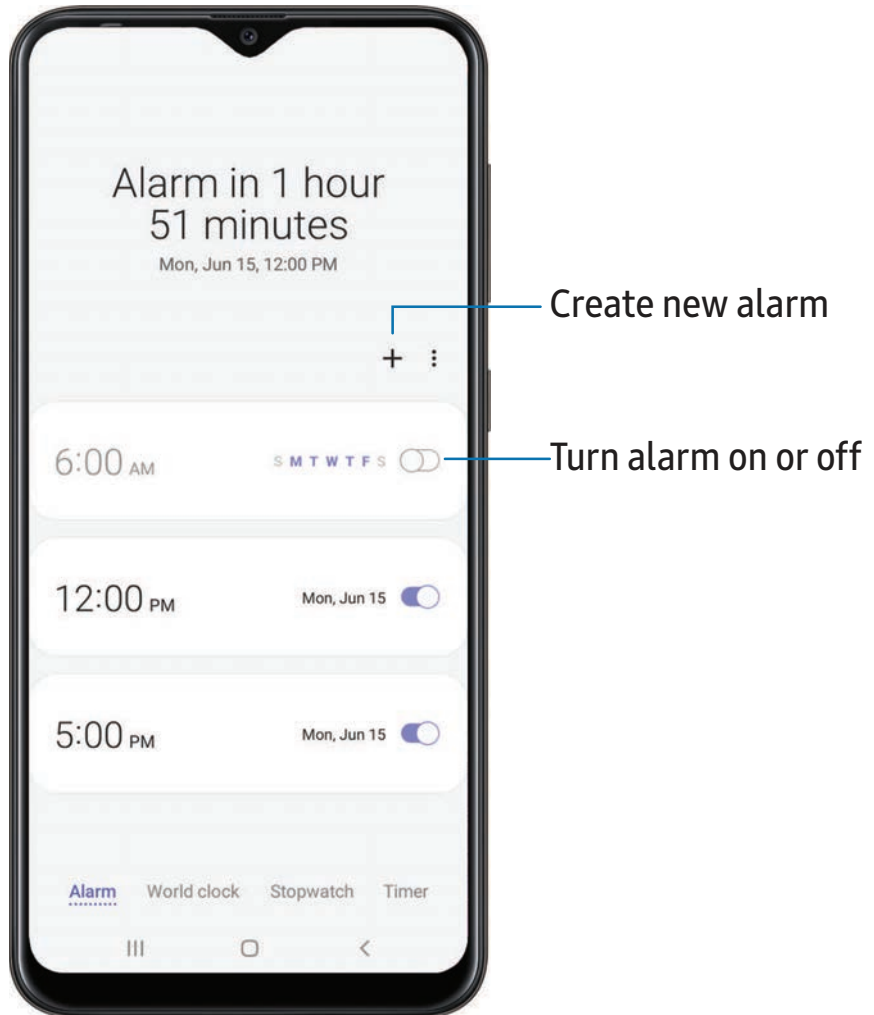 Alarm in 1 hour
51 minutes
Mon, Jun 15, 12:00 PM
Create new alarm
6:00 AM S M T W T F S
Turn alarm on or off
12:00 PM Mon, Jun 15
5:00 PM Mon, Jun 15
Alarm World clock Stopwatch Timer